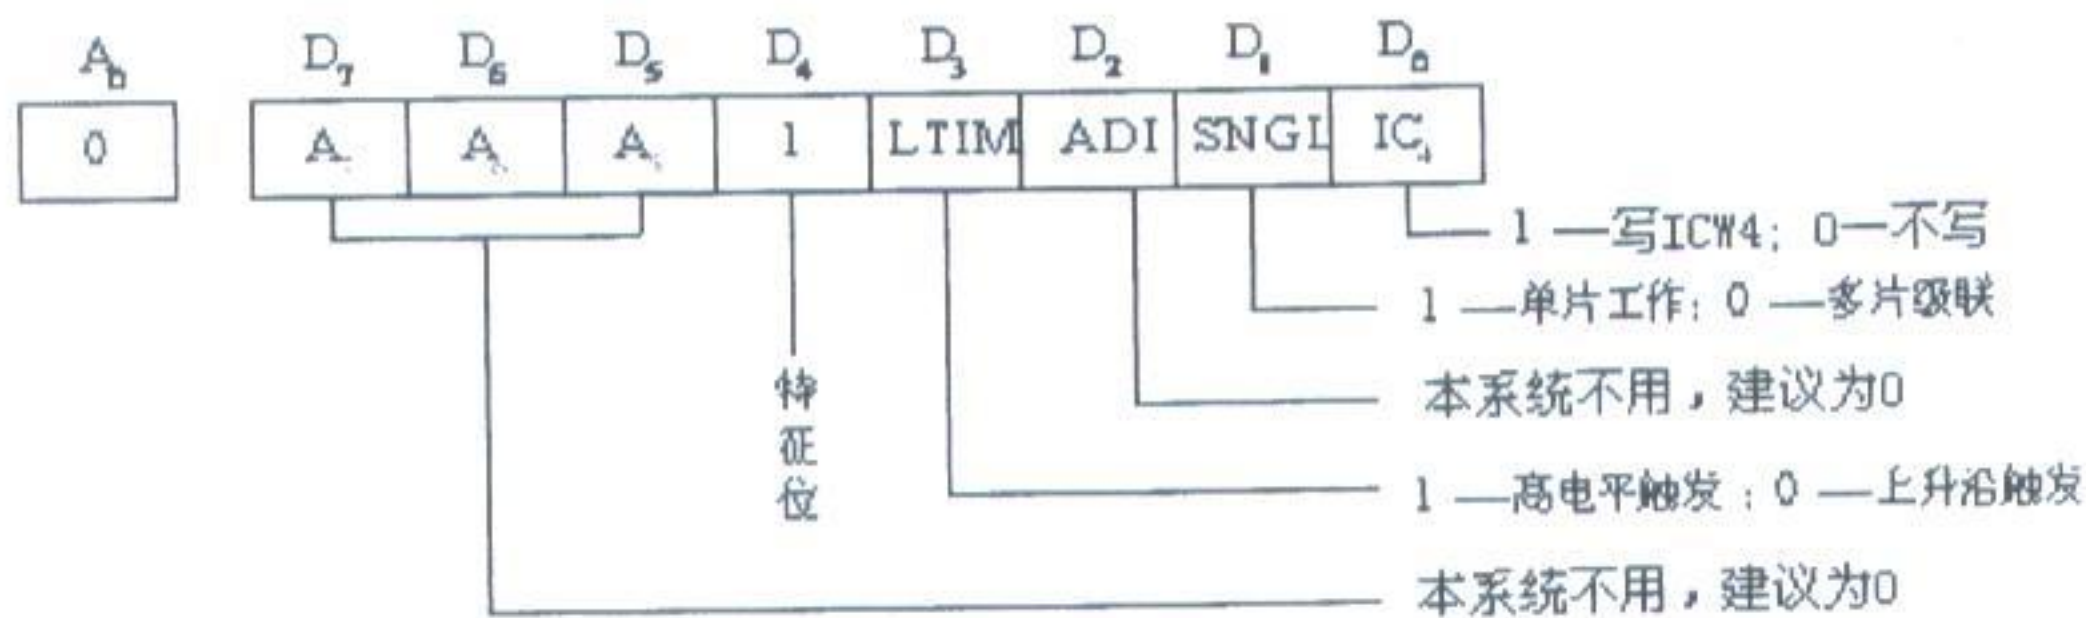 A₀ D₇ D₆ D₅ D₄ D₃ D₂ D₁ D₀
0 A A A 1 LTIM ADI SNGL IC₄
1 —写ICW4; 0—不写
1 —单片工作; 0 —多片级联
特征位
本系统不用,建议为0
1 —高电平触发;0 —上升沿触发
本系统不用,建议为0